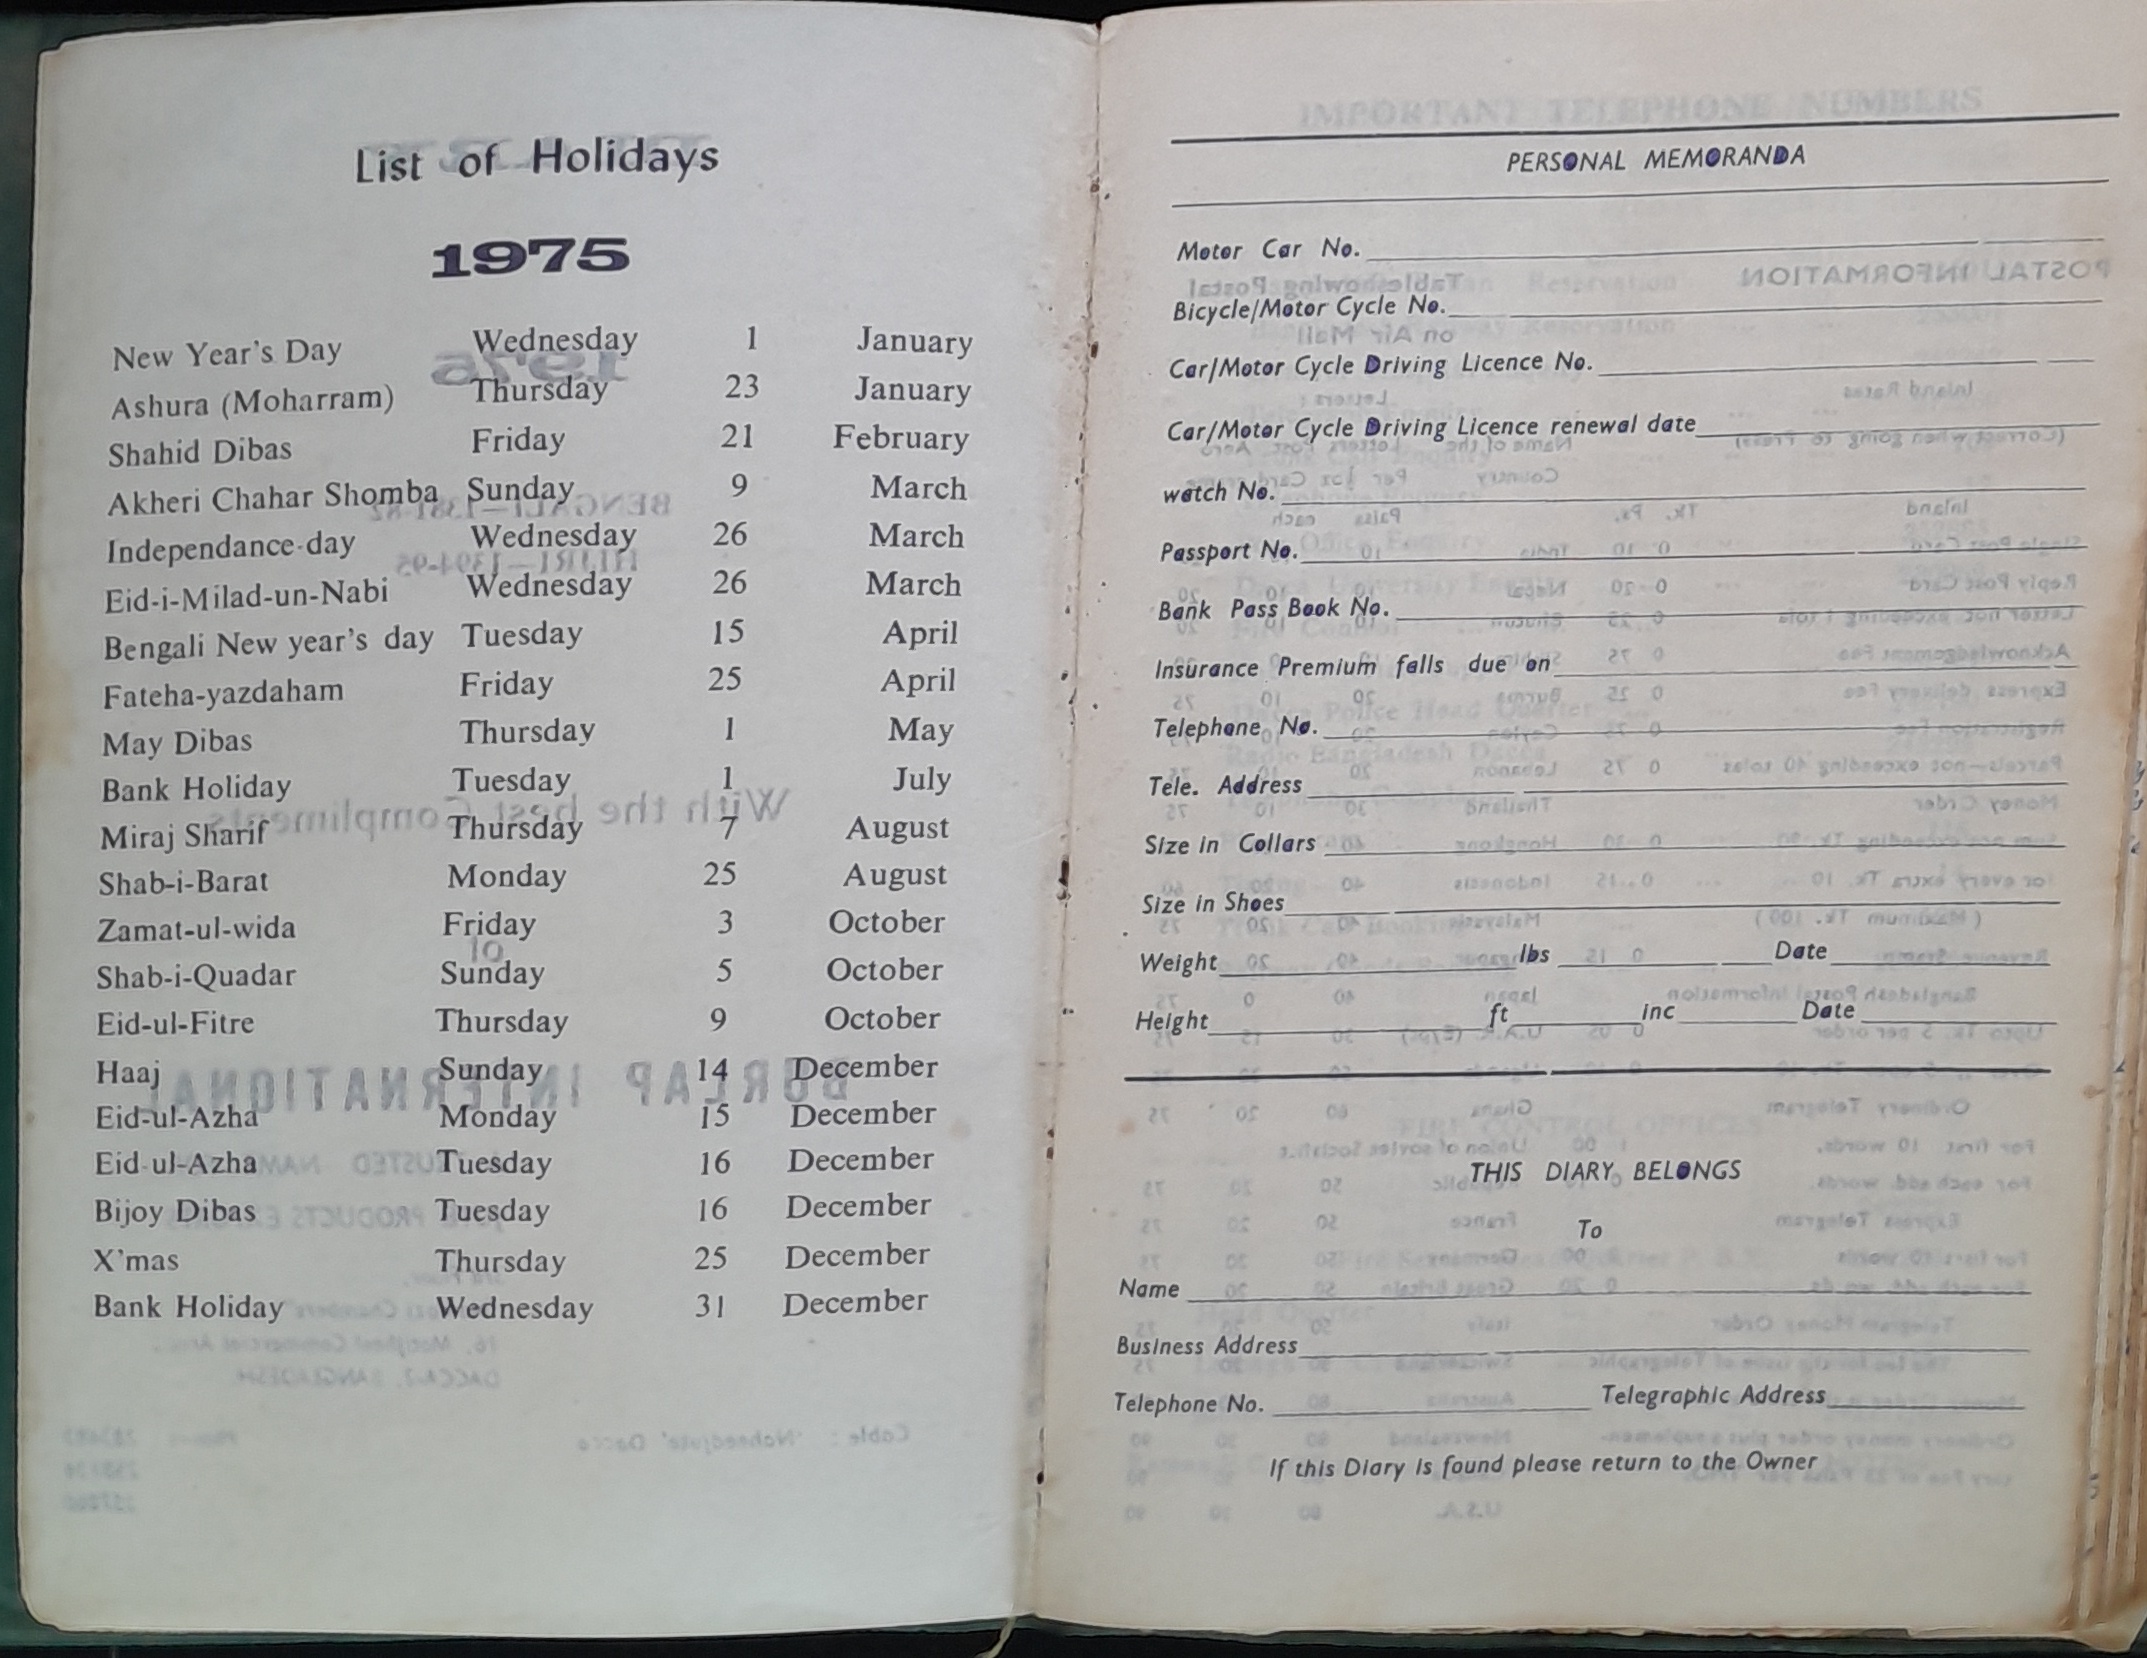 List of Holidays
1975
New Year's Day Wednesday 1 January
Ashura (Moharram) Thursday 23 January
Shahid Dibas Friday 21 February
Akheri Chahar Shomba Sunday 9 March
Independance-day Wednesday 26 March
Eid-i-Milad-un-Nabi Wednesday 26 March
Bengali New year's day Tuesday 15 April
Fateha-yazdaham Friday 25 April
May Dibas Thursday 1 May
Bank Holiday Tuesday 1 July
Miraj Sharif Thursday 7 August
Shab-i-Barat Monday 25 August
Zamat-ul-wida Friday 3 October
Shab-i-Quadar Sunday 5 October
Eid-ul-Fitre Thursday 9 October
Haaj Sunday 14 December
Eid-ul-Azha Monday 15 December
Eid-ul-Azha Tuesday 16 December
Bijoy Dibas Tuesday 16 December
X'mas Thursday 25 December
Bank Holiday Wednesday 31 December
PERSONAL MEMORANDA
Motor Car No.
Bicycle/Motor Cycle No.
Car/Motor Cycle Driving Licence No.
Car/Motor Cycle Driving Licence renewal date
watch No.
Passport No.
Bank Pass Book No.
Insurance Premium falls due on
Telephone No.
Tele. Address
Size in Collars
Size in Shoes
Weight lbs Date
Height ft inc Date
THIS DIARY BELONGS
To
Name
Business Address
Telephone No. Telegraphic Address
If this Diary is found please return to the Owner